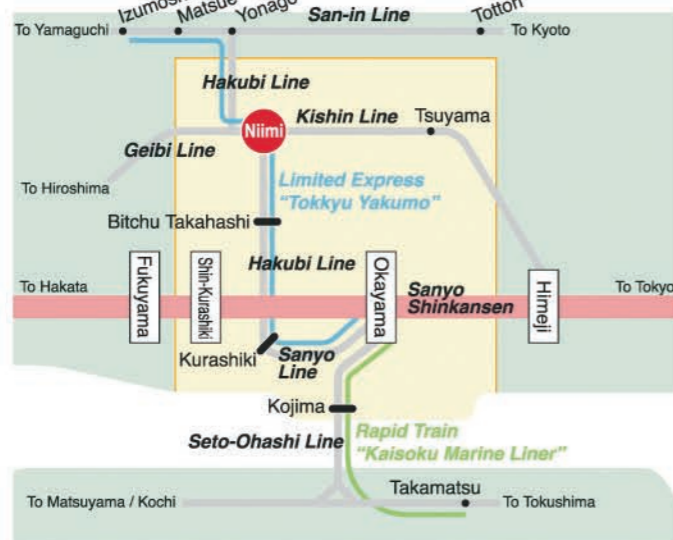 Matsue
Yonago
San-in Line
Tottori
To Yamaguchi
To Kyoto
Hakubi Line
Niimi
Kishin Line
Tsuyama
Geibi Line
To Hiroshima
Limited Express
“Tokkyu Yakumo”
Bitchu Takahashi
Hakubi Line
To Hakata
Fukuyama
Shin-Kurashiki
Okayama
Sanyo
Shinkansen
Himeji
To Tokyo
Kurashiki
Sanyo
Line
Kojima
Seto-Ohashi Line
Rapid Train
“Kaisoku Marine Liner”
To Matsuyama / Kochi
Takamatsu
To Tokushima